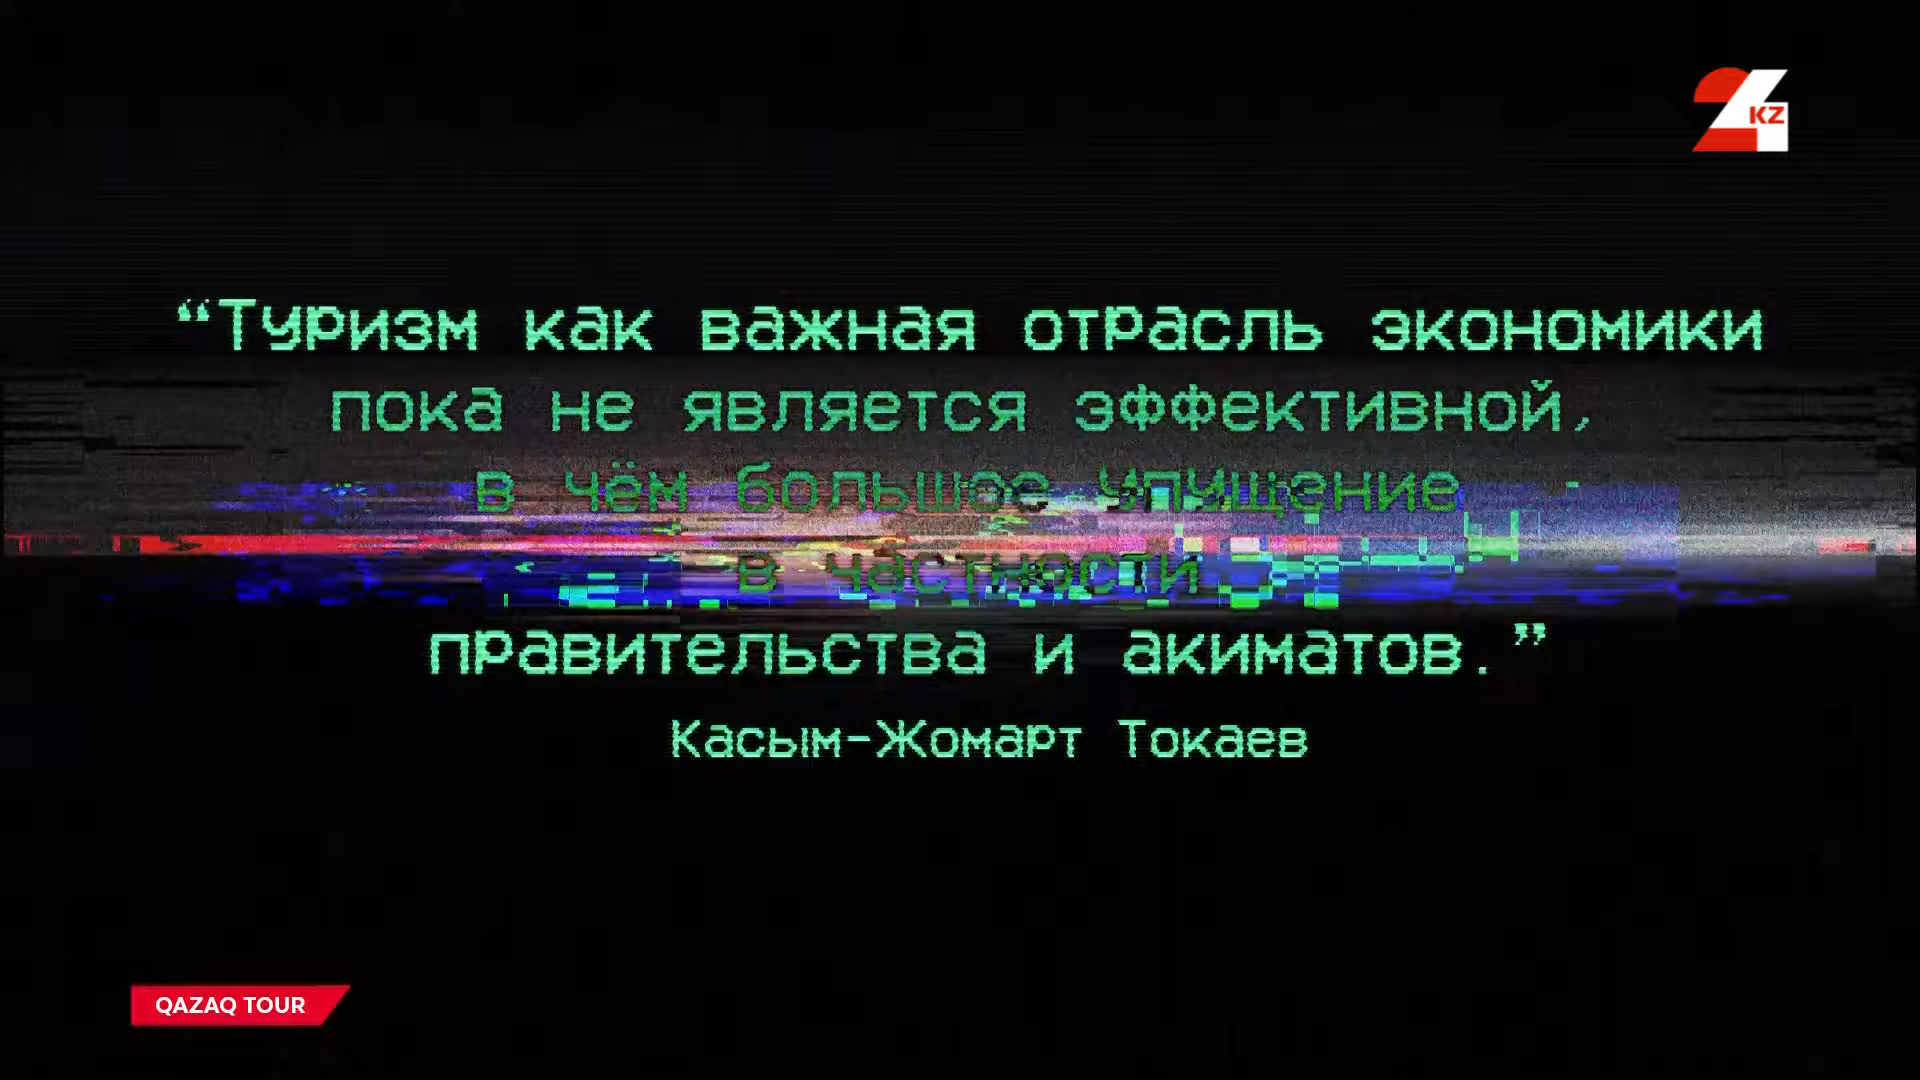 24
KZ
“Туризм как важная отрасль экономики
пока не является эффективной,
в чём большое упущение
в частности
правительства и акиматов.”
Касым-Жомарт Токаев
QAZAQ TOUR